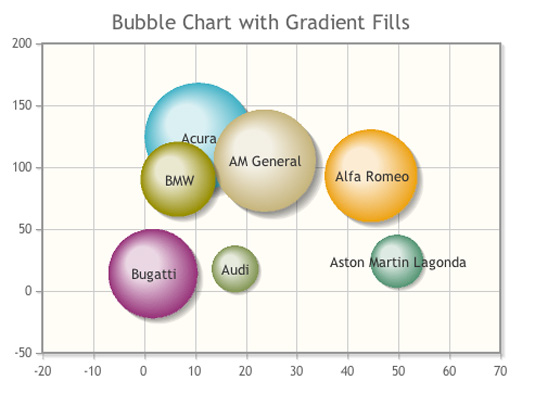 Bubble Chart with Gradient Fills
200
150
Acura
AM General
100
BMW
Alfa Romeo
50
Aston Martin Lagonda
Bugatti
Audi
0
-50
-20 -10 0 10 20 30 40 50 60 70